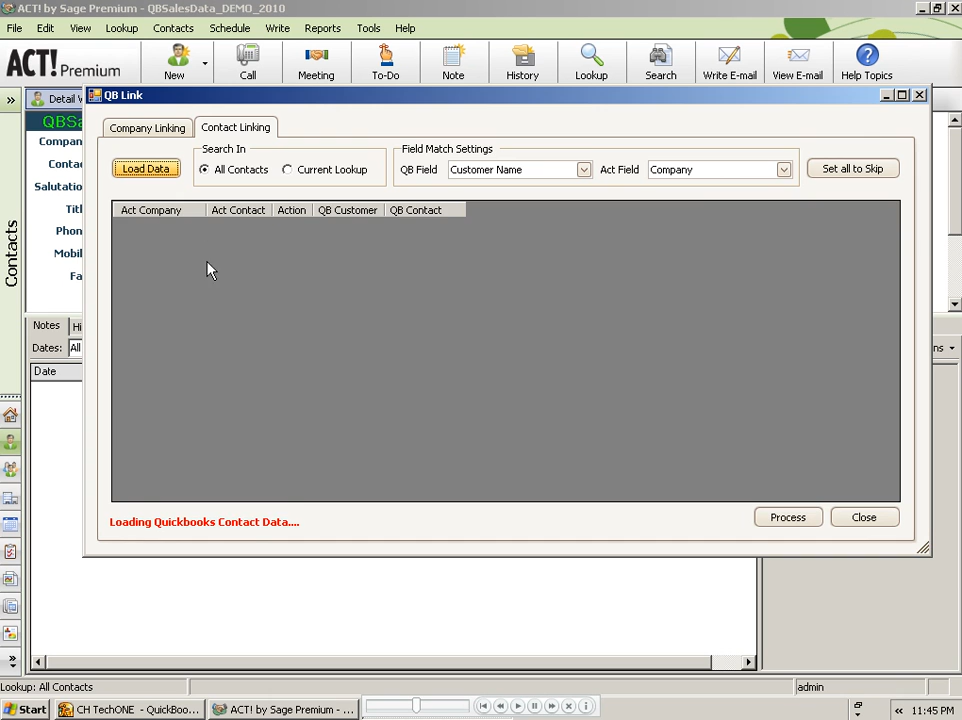 ACT! by Sage Premium - QBSalesData_DEMO_2010
File Edit View Lookup Contacts Schedule Write Reports Tools Help
ACT! Premium New Call Meeting To-Do Note History Lookup Search Write E-mail View E-mail Help Topics
» Detail V QB Link
Company Linking Contact Linking
Search In Field Match Settings
Load Data All Contacts Current Lookup QB Field Customer Name Act Field Company Set all to Skip
Act Company Act Contact Action QB Customer QB Contact
QBSa
Compan
Conta
Salutatio
Titl
Phon
Mobil
Fa
Contacts
Notes Hi
Dates: All ns
Date
Loading Quickbooks Contact Data....
Process Close
»
Lookup: All Contacts admin
Start CH TechONE - QuickBoo... ACT! by Sage Premium - ... « 11:45 PM